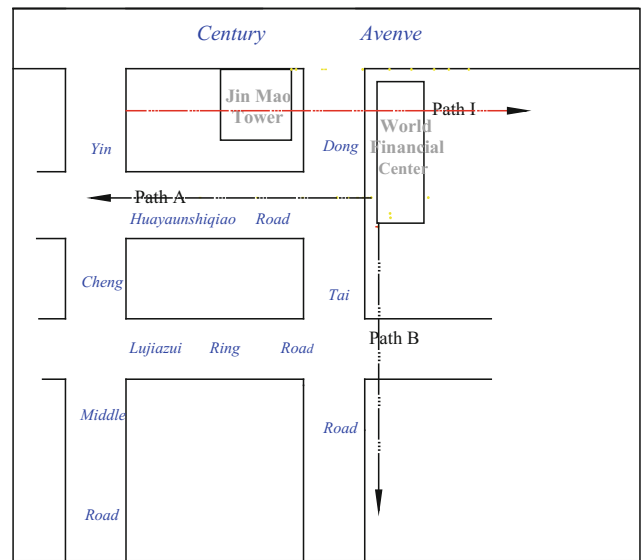 Century Avenve
Jin Mao
Tower
Path I
World
Financial
Center
Yin
Dong
Path A
Huayaunshiqiao Road
Cheng
Tai
Lujiazui Ring Road
Path B
Middle
Road
Road